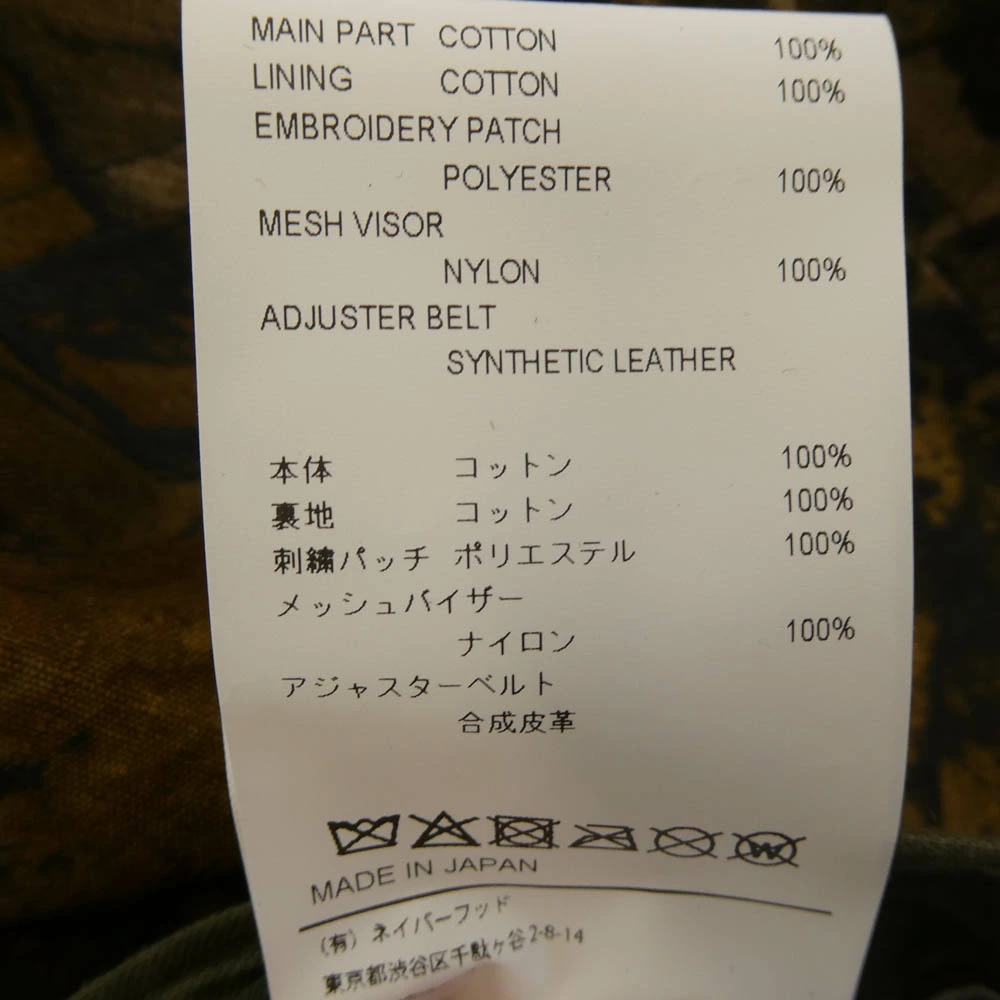 MAIN PART COTTON 100%
LINING COTTON 100%
EMBROIDERY PATCH
POLYESTER 100%
MESH VISOR
NYLON 100%
ADJUSTER BELT
SYNTHETIC LEATHER
本体 コットン 100%
裏地 コットン 100%
刺繍パッチ ポリエステル 100%
メッシュバイザー
ナイロン 100%
アジャスターベルト
合成皮革
MADE IN JAPAN
(有) ネイバーフッド
東京都渋谷区千駄ヶ谷2-8-14